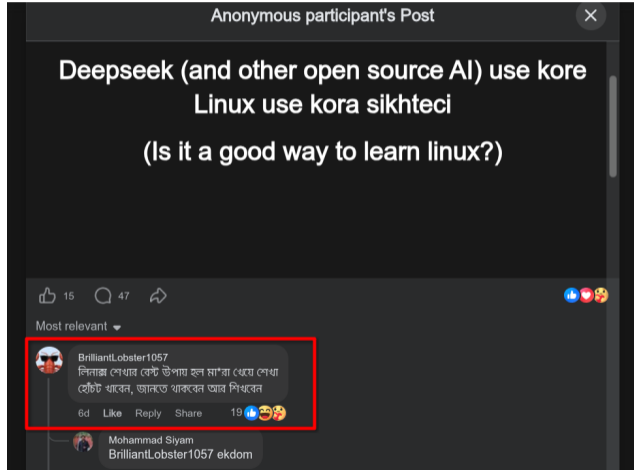 Anonymous participant's Post
Deepseek (and other open source AI) use kore
Linux use kora sikhteci
(Is it a good way to learn linux?)
15
47
Most relevant
BrilliantLobster1057
লিনাক্স শেখার বেস্ট উপায় হল মা*রা খেয়ে শেখা
হোঁচট খাবেন, জানতে থাকবেন আর শিখবেন
6d Like Reply Share 19
Mohammad Siyam
BrilliantLobster1057 ekdom